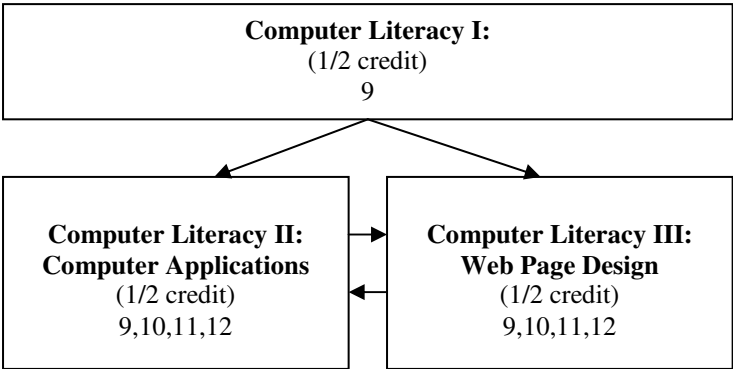 Computer Literacy I:
(1/2 credit)
9
Computer Literacy II:
Computer Applications
(1/2 credit)
9,10,11,12
Computer Literacy III:
Web Page Design
(1/2 credit)
9,10,11,12